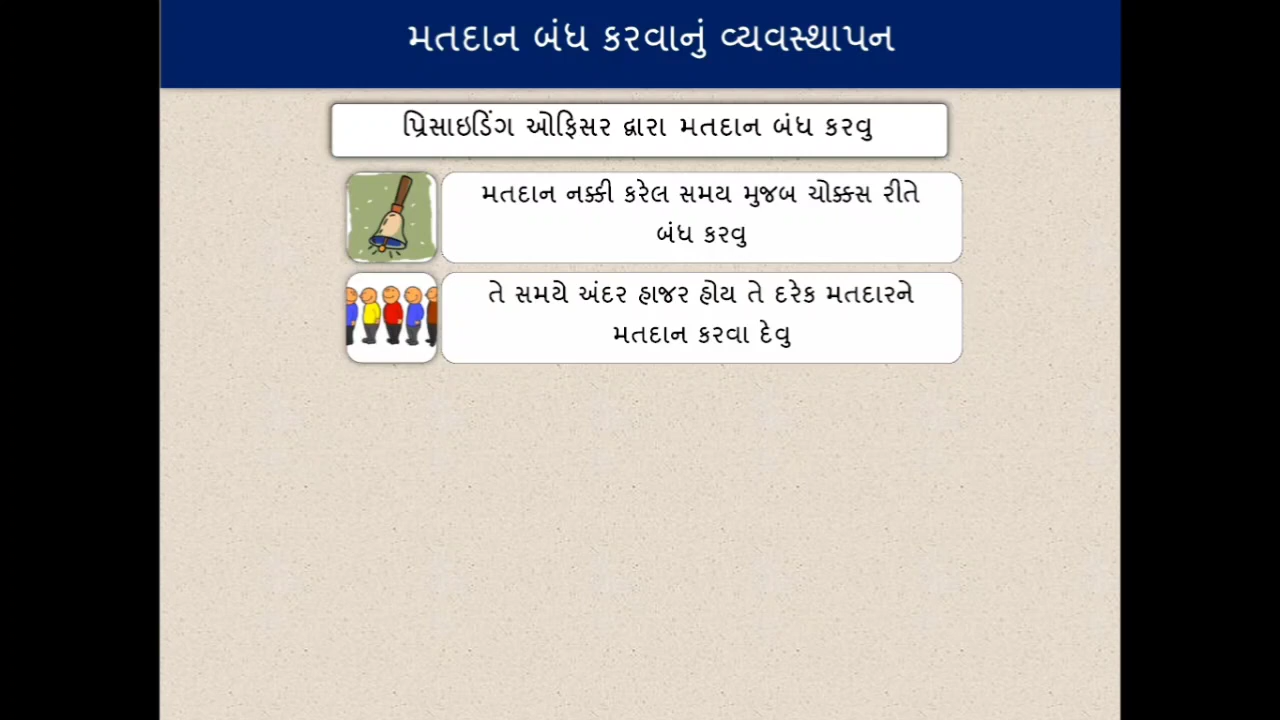 મતદાન બંધ કરવાનું વ્યવસ્થાપન
પ્રિસાઇડિંગ ઓફિસર દ્વારા મતદાન બંધ કરવુ
મતદાન નક્કી કરેલ સમય મુજબ ચોક્કસ રીતે
બંધ કરવુ
તે સમયે અંદર હાજર હોય તે દરેક મતદારને
મતદાન કરવા દેવુ